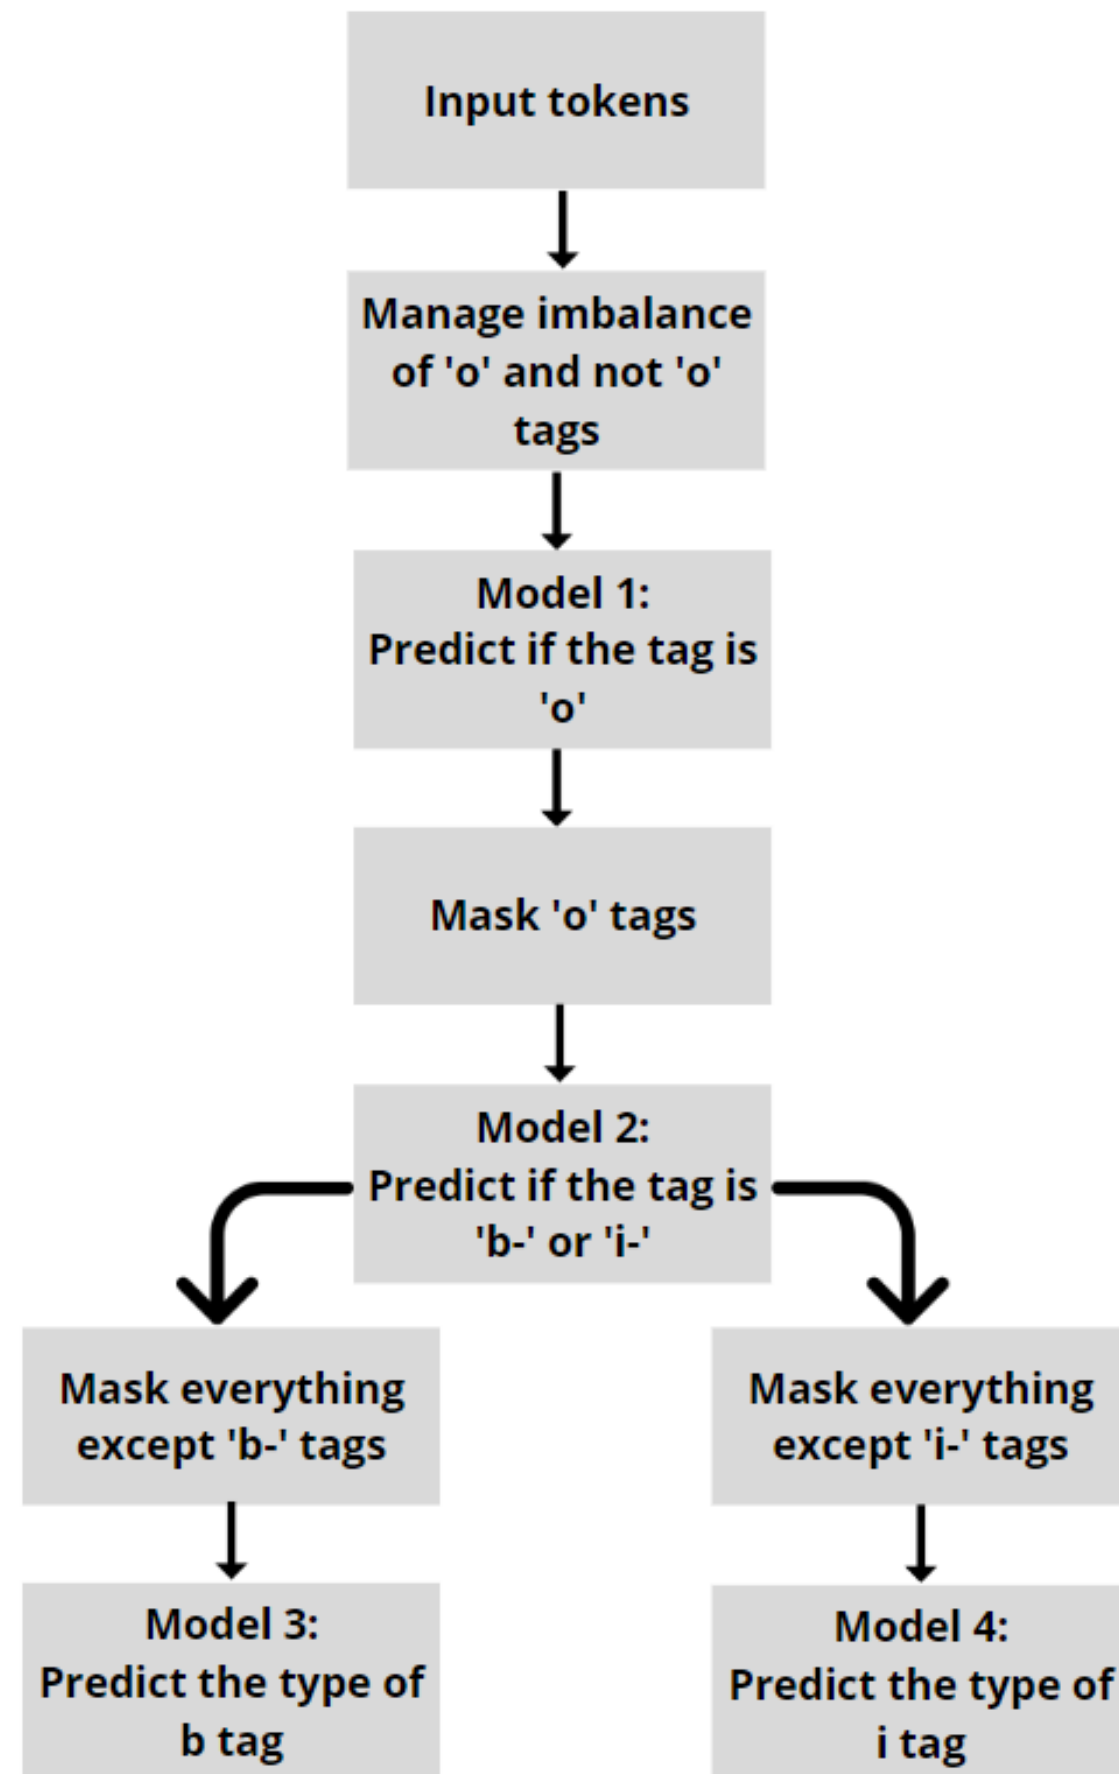 Input tokens
Manage imbalance
of 'o' and not 'o'
tags
Model 1:
Predict if the tag is
'o'
Mask 'o' tags
Model 2:
Predict if the tag is
'b-' or 'i-'
Mask everything
except 'b-' tags
Mask everything
except 'i-' tags
Model 3:
Predict the type of
b tag
Model 4:
Predict the type of
i tag